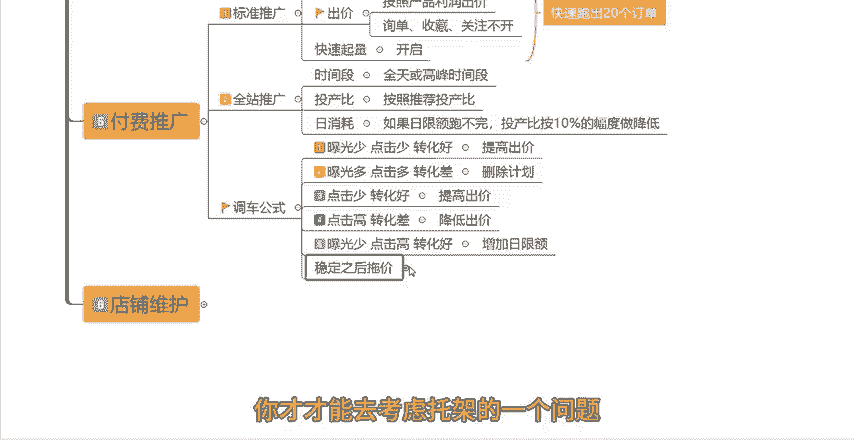 按照产品利润出价
标准推广
出价
快速跑出20个订单
询单、收藏、关注不开
快速起量
开启
时间段
全天或高峰时间段
全站推广
投产比
按照推荐投产比
付费推广
日消耗
如果日限额跑不完，投产比按10%的幅度做降低
曝光少 点击少 转化好
提高出价
曝光多 点击多 转化差
删除计划
点击少 转化好
提高出价
调车公式
点击高 转化差
降低出价
曝光少 点击高 转化好
增加日限额
稳定之后拖价
店铺维护
你才才能去考虑托架的一个问题